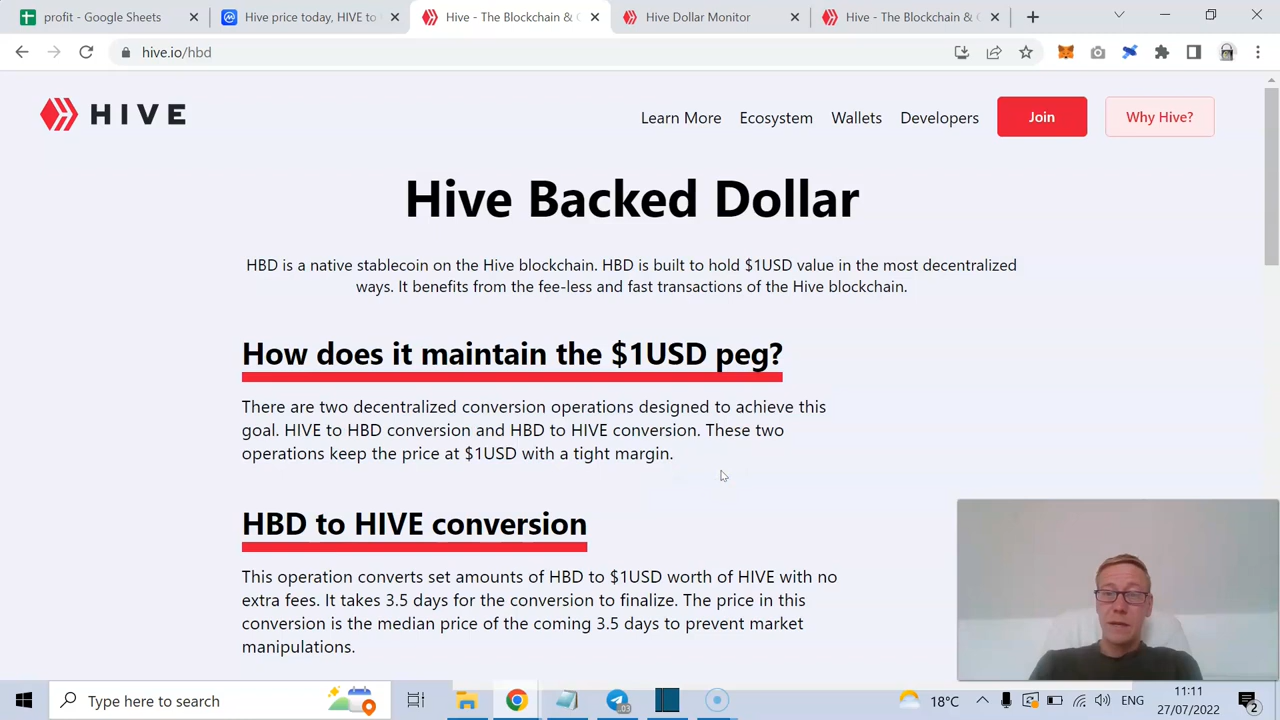 profit - Google Sheets
Hive price today, HIVE to
Hive - The Blockchain & C
Hive Dollar Monitor
Hive - The Blockchain & C
hive.io/hbd
HIVE
Learn More
Ecosystem
Wallets
Developers
Join
Why Hive?
Hive Backed Dollar
HBD is a native stablecoin on the Hive blockchain. HBD is built to hold $1USD value in the most decentralized
ways. It benefits from the fee-less and fast transactions of the Hive blockchain.
How does it maintain the $1USD peg?
There are two decentralized conversion operations designed to achieve this
goal. HIVE to HBD conversion and HBD to HIVE conversion. These two
operations keep the price at $1USD with a tight margin.
HBD to HIVE conversion
This operation converts set amounts of HBD to $1USD worth of HIVE with no
extra fees. It takes 3.5 days for the conversion to finalize. The price in this
conversion is the median price of the coming 3.5 days to prevent market
manipulations.
Type here to search
18°C
ENG
11:11
27/07/2022
2